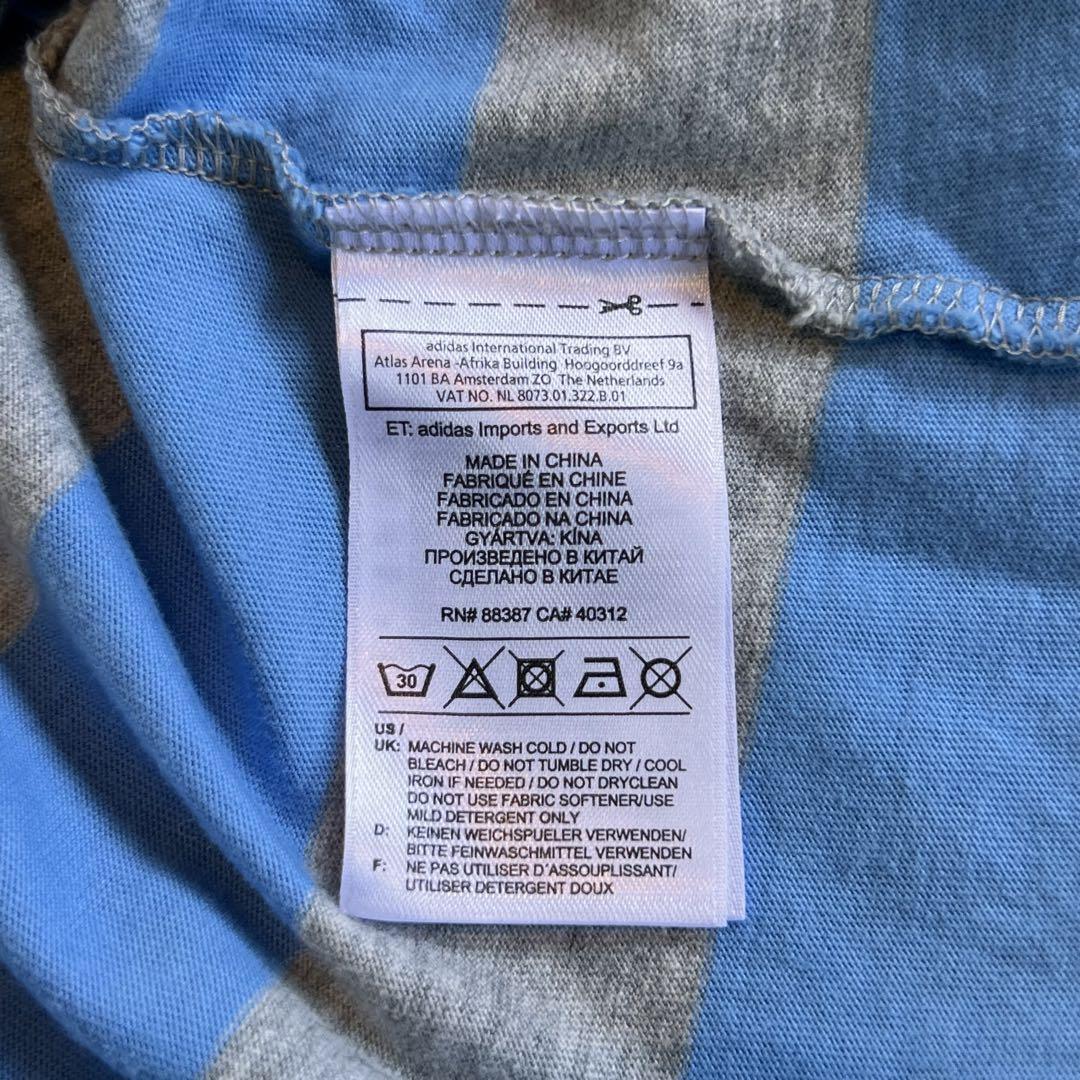 adidas International Trading BV
Atlas Arena -Afrika Building Hoogoorddreef 9a
1101 BA Amsterdam ZO The Netherlands
VAT NO. NL 8073.01.322.B.01
ET: adidas Imports and Exports Ltd
MADE IN CHINA
FABRIQUÉ EN CHINE
FABRICADO EN CHINA
FABRICADO NA CHINA
GYÁRTVA: KÍNA
ПРОИЗВЕДЕНО В КИТАЙ
СДЕЛАНО В КИТАЕ
RN# 88387 CA# 40312
30
US /
UK: MACHINE WASH COLD / DO NOT
BLEACH / DO NOT TUMBLE DRY / COOL
IRON IF NEEDED / DO NOT DRYCLEAN
DO NOT USE FABRIC SOFTENER/USE
MILD DETERGENT ONLY
D: KEINEN WEICHSPUELER VERWENDEN/
BITTE FEINWASCHMITTEL VERWENDEN
F: NE PAS UTILISER D'ASSOUPLISSANT/
UTILISER DETERGENT DOUX